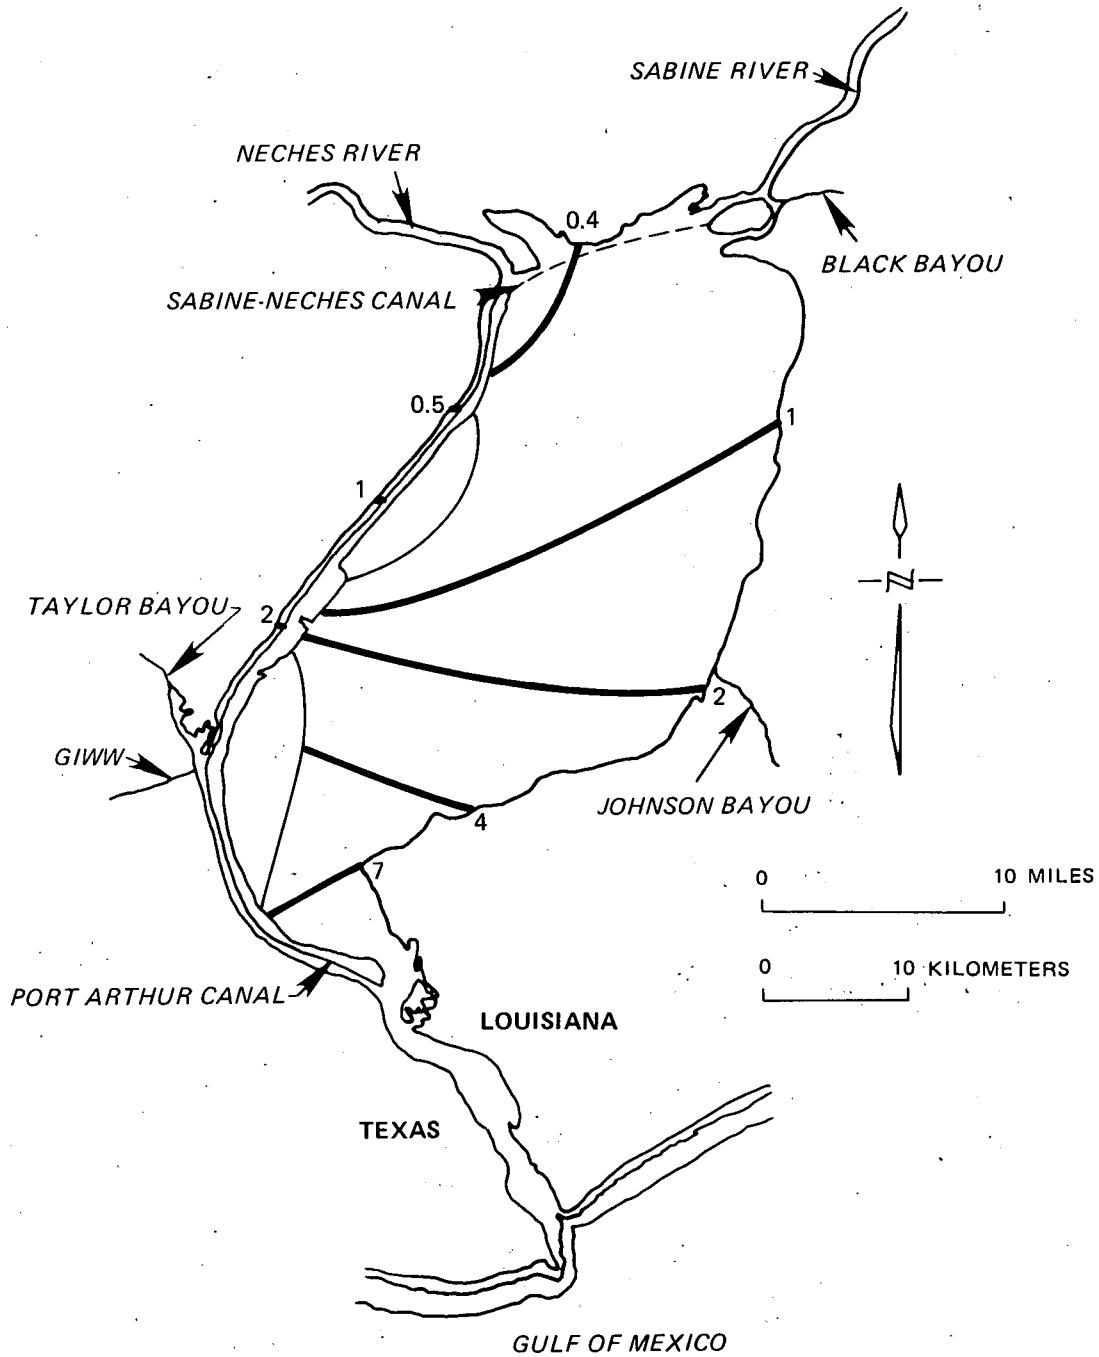 SABINE RIVER
NECHES RIVER
0.4
BLACK BAYOU
SABINE-NECHES CANAL
0.5
1
1
N
TAYLOR BAYOU
2
2
GIWW
JOHNSON BAYOU
4
7
0 10 MILES
0 10 KILOMETERS
PORT ARTHUR CANAL
LOUISIANA
TEXAS
GULF OF MEXICO